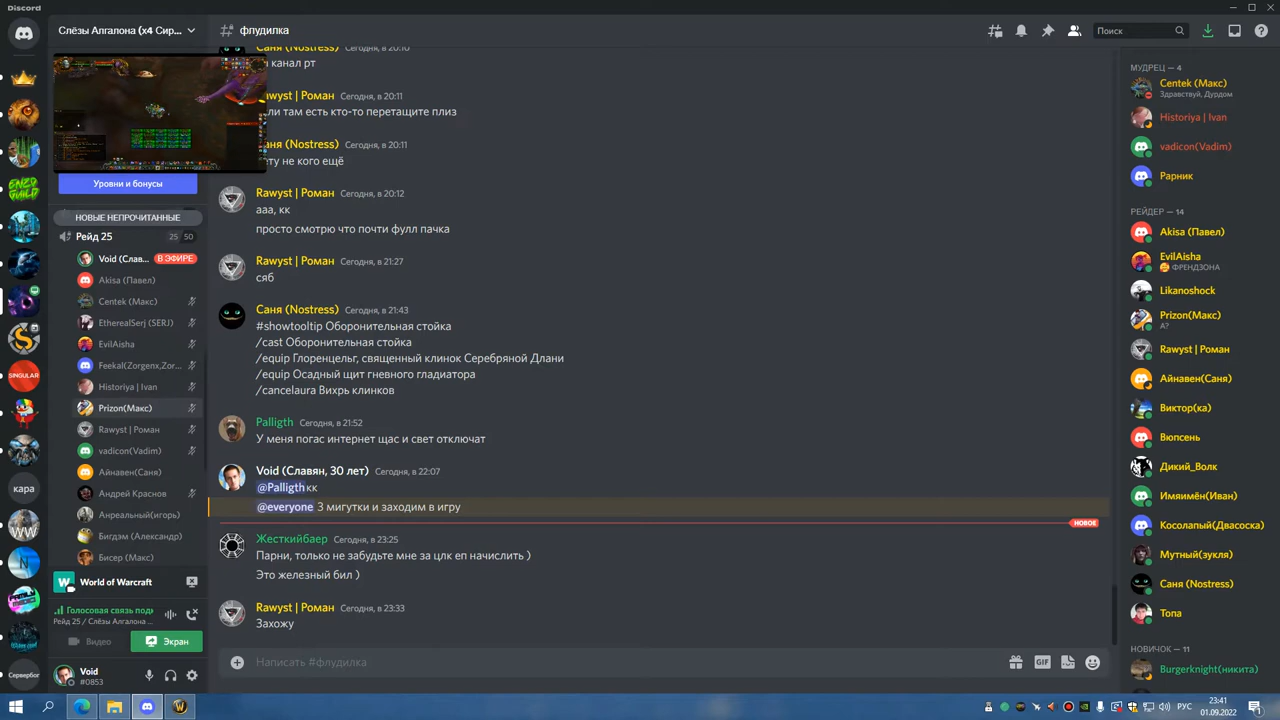 Discord
Слёзы Алгалона (x4 Сир...
флудилка
Поиск
Уровни и бонусы
НОВЫЕ НЕПРОЧИТАННЫЕ
Рейд 25
25 50
Void (Слав...
В ЭФИРЕ
Akisa (Павел)
Centek (Макс)
EtherealSerj (SERJ)
EvilAisha
Feekal(Zorgenx,Zor...
Historiya | Ivan
Prizon(Макс)
Rawyst | Роман
vadicon(Vadim)
Айнавен(Саня)
Андрей Краснов
Анреальный(игорь)
Бигдэм (Александр)
Бисер (Макс)
World of Warcraft
Голосовая связь подк
Рейд 25 / Слёзы Алгалона
Видео
Экран
Void
#0853
ENZO GUILD
SINGULAR
кара
WW
N
Сервербог
Саня (Nostress) Сегодня, в 20:10
а канал рт
awyst | Роман Сегодня, в 20:11
ли там есть кто-то перетащите плиз
аня (Nostress) Сегодня, в 20:11
ету не кого ещё
Rawyst | Роман Сегодня, в 20:12
ааа, кк
просто смотрю что почти фулл пачка
Rawyst | Роман Сегодня, в 21:27
сяб
Саня (Nostress) Сегодня, в 21:43
#showtooltip Оборонительная стойка
/cast Оборонительная стойка
/equip Глоренцельг, священный клинок Серебряной Длани
/equip Осадный щит гневного гладиатора
/cancelaura Вихрь клинков
Palligth Сегодня, в 21:52
У меня погас интернет щас и свет отключат
Void (Славян, 30 лет) Сегодня, в 22:07
@Palligth кк
@everyone 3 мигутки и заходим в игру
НОВОЕ
Жесткийбаер Сегодня, в 23:25
Парни, только не забудьте мне за цлк еп начислить )
Это железный бил )
Rawyst | Роман Сегодня, в 23:33
Захожу
Написать #флудилка
GIF
МУДРЕЦ — 4
Centek (Макс)
Здравствуй, Дурдом
Historiya | Ivan
vadicon(Vadim)
Рарник
РЕЙДЕР — 14
Akisa (Павел)
EvilAisha
ФРЕНДЗОНА
Likanoshock
Prizon(Макс)
А?
Rawyst | Роман
Айнавен(Саня)
Виктор(ка)
Вюпсень
Дикий_Волк
Имяимён(Иван)
Косолапый(Двасоска)
Мутный(зукля)
Саня (Nostress)
Топа
НОВИЧОК — 11
Burgerknight(никита)
РУС
23:41
01.09.2022